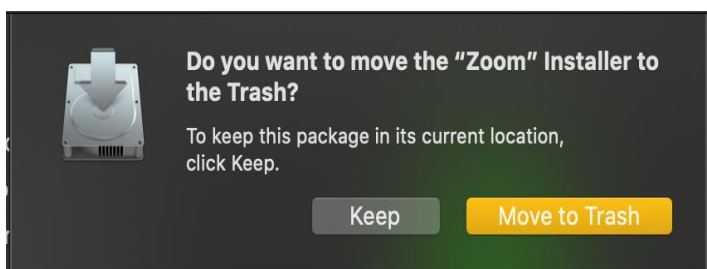 Do you want to move the “Zoom” Installer to
the Trash?
To keep this package in its current location,
click Keep.
Keep
Move to Trash